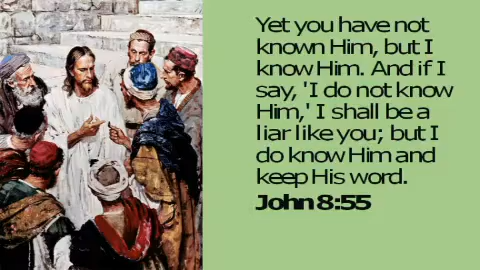 Yet you have not
known Him, but I
know Him. And if I
say, 'I do not know
Him,' I shall be a
liar like you; but I
do know Him and
keep His word.
John 8:55